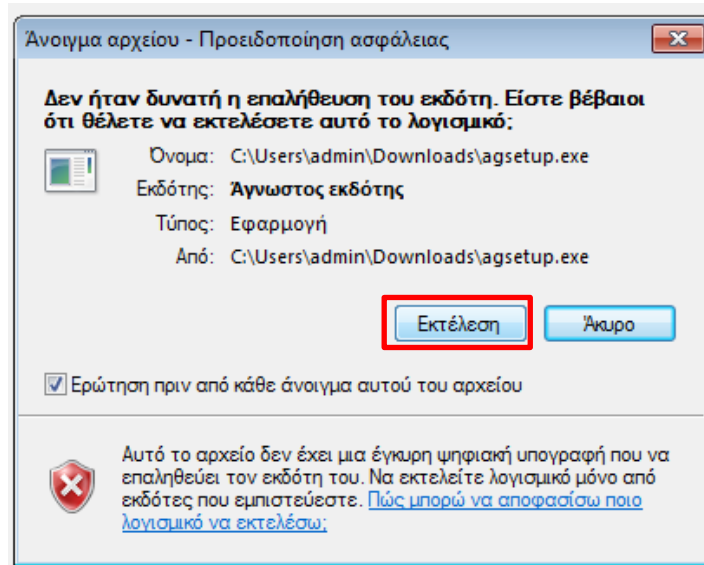 Άνοιγμα αρχείου - Προειδοποίηση ασφάλειας
Δεν ήταν δυνατή η επαλήθευση του εκδότη. Είστε βέβαιοι
ότι θέλετε να εκτελέσετε αυτό το λογισμικό;
Όνομα: C:\Users\admin\Downloads\agsetup.exe
Εκδότης: Άγνωστος εκδότης
Τύπος: Εφαρμογή
Από: C:\Users\admin\Downloads\agsetup.exe
Εκτέλεση Άκυρο
Ερώτηση πριν από κάθε άνοιγμα αυτού του αρχείου
Αυτό το αρχείο δεν έχει μια έγκυρη ψηφιακή υπογραφή που να
επαληθεύει τον εκδότη του. Να εκτελείτε λογισμικό μόνο από
εκδότες που εμπιστεύεστε. Πώς μπορώ να αποφασίσω ποιο
λογισμικό να εκτελέσω;